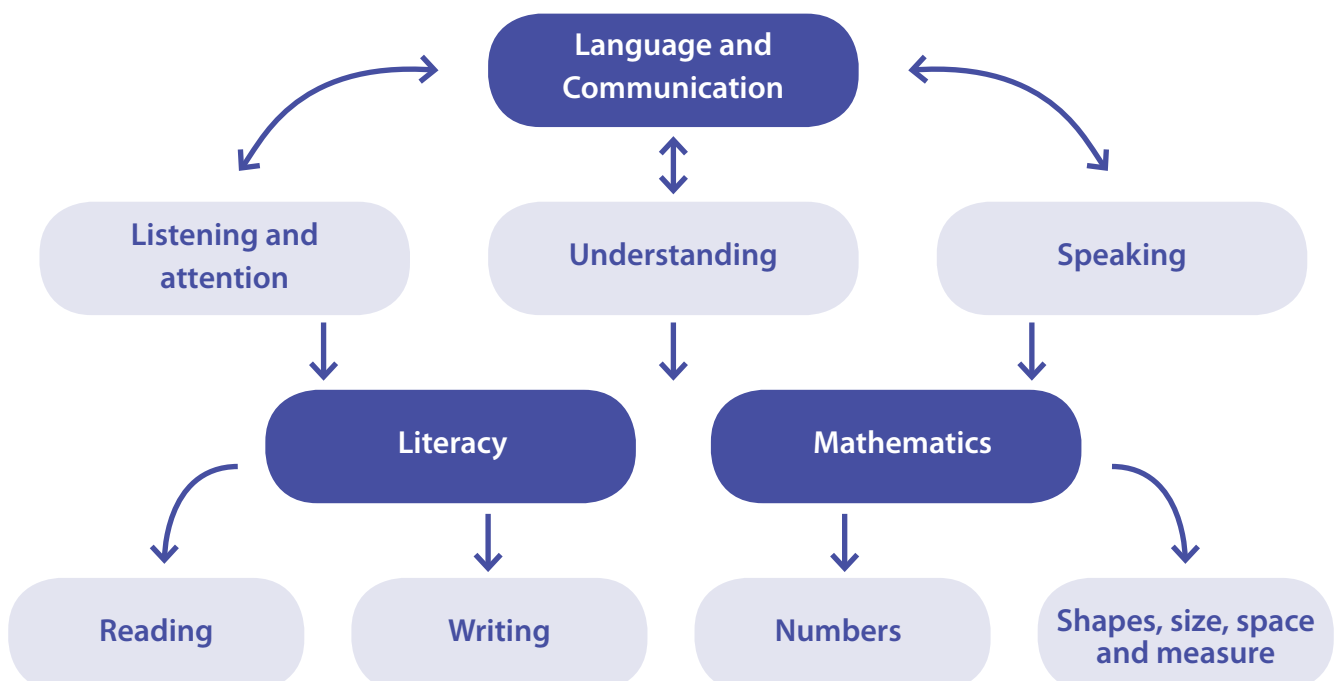 Language and
Communication
Listening and
attention
Understanding
Speaking
Literacy
Mathematics
Reading
Writing
Numbers
Shapes, size, space
and measure